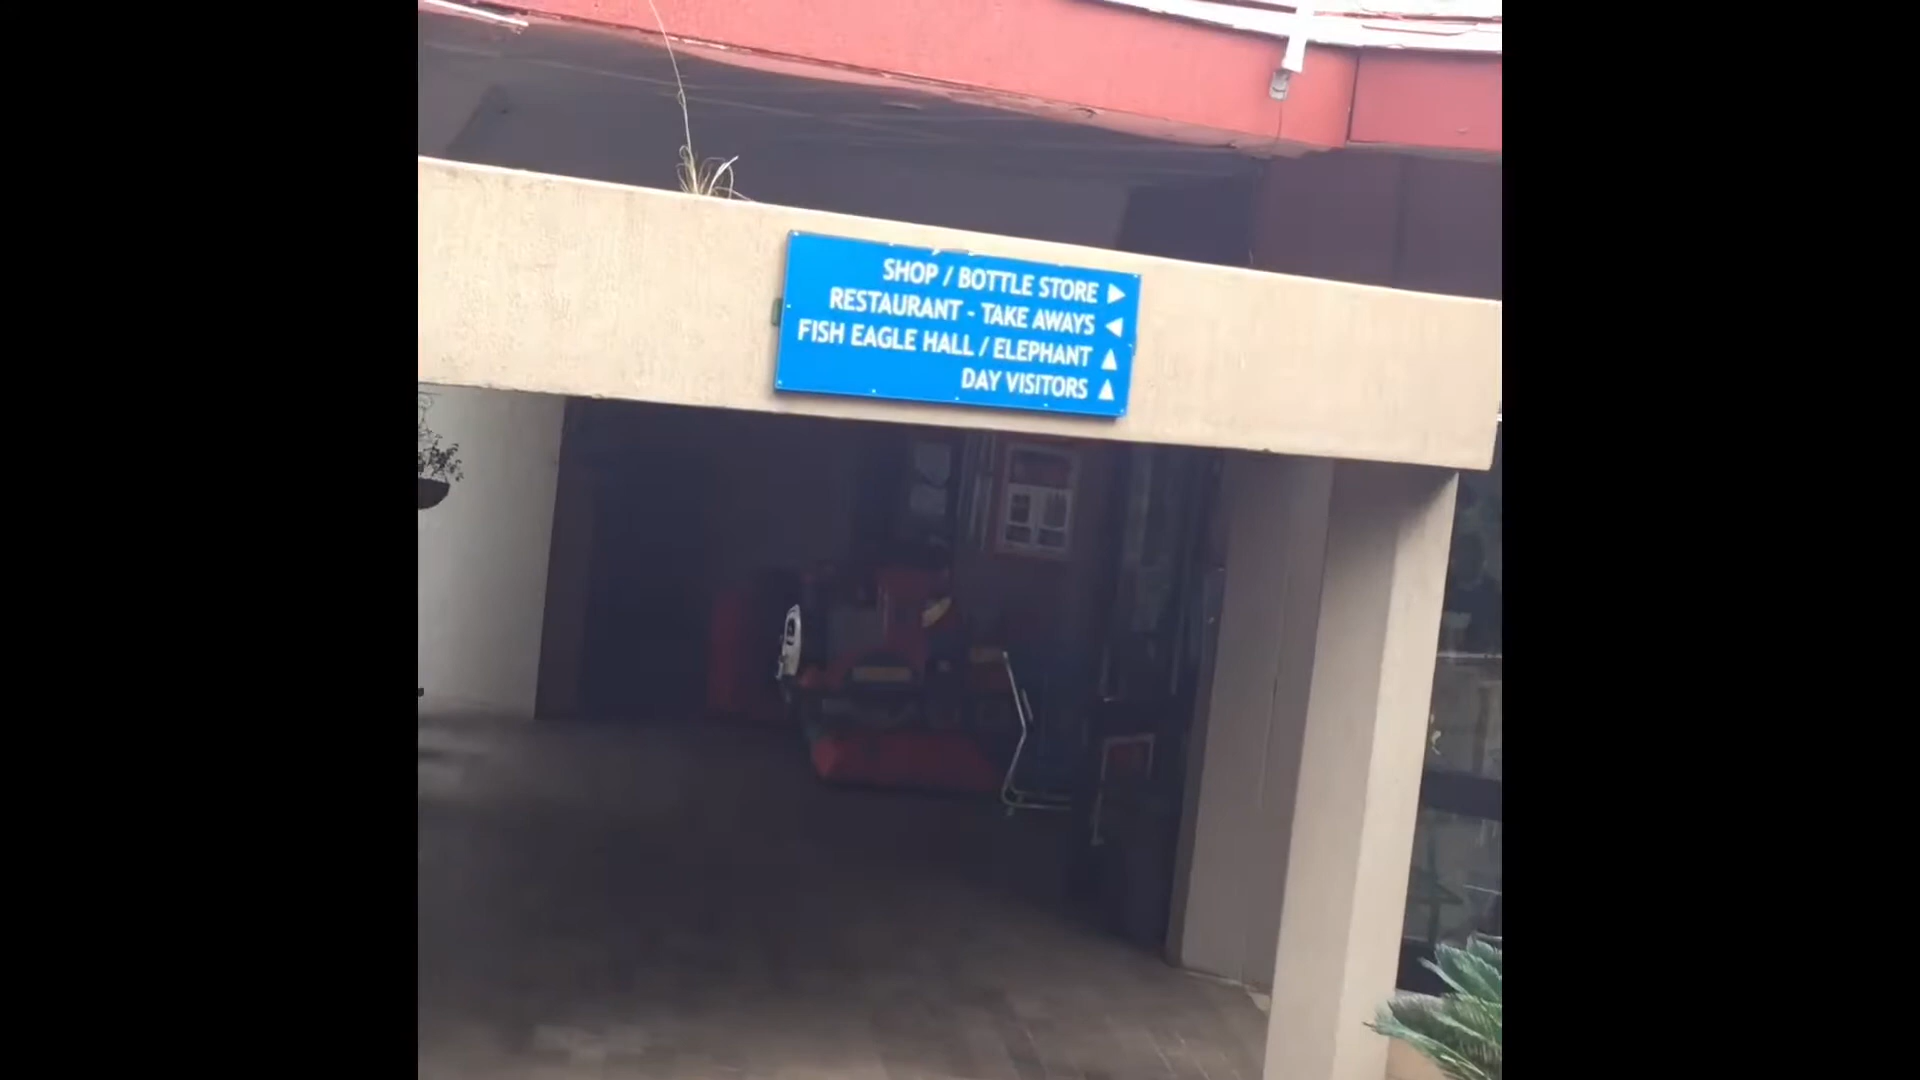 SHOP / BOTTLE STORE ▶
RESTAURANT - TAKE AWAYS ◀
FISH EAGLE HALL / ELEPHANT ▲
DAY VISITORS ▲